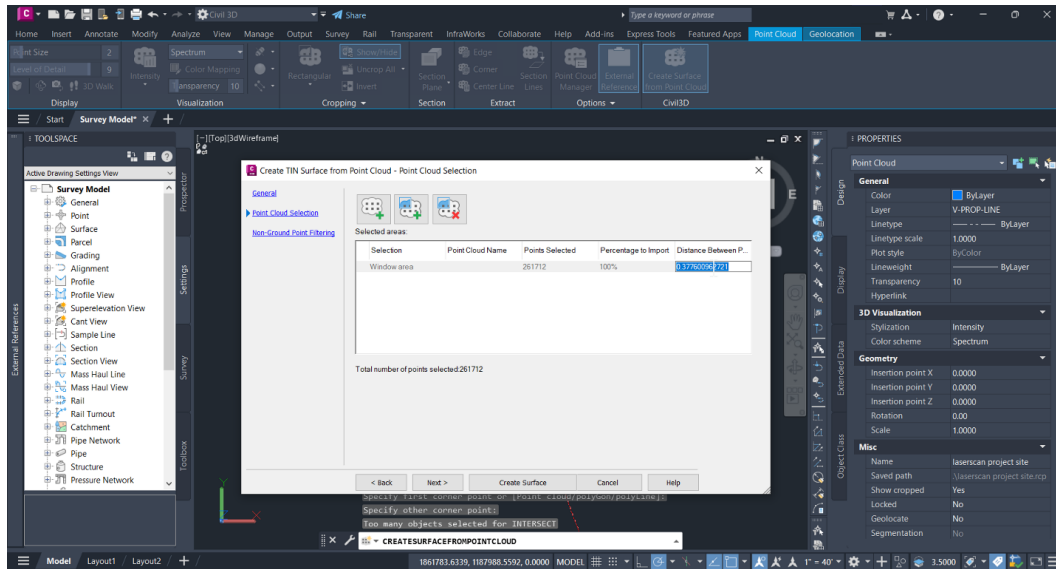 C Civil 3D Share Type a keyword or phrase
Home Insert Annotate Modify Analyze View Manage Output Survey Rail Transparent InfraWorks Collaborate Help Add-ins Express Tools Featured Apps Point Cloud Geolocation
Point Size 2
Level of Detail 9
3D Walk
Display
Intensity
Spectrum
Color Mapping
Transparency 10
Visualization
Rectangular
Show/Hide
Uncrop All
Invert
Cropping
Section Plane
Section
Edge
Corner
Center Line
Section Lines
Extract
Point Cloud Manager
External Reference
Options
Create Surface from Point Cloud
Civil3D
Start Survey Model* ×
External References
TOOLSPACE
Active Drawing Settings View
Survey Model
General
Point
Surface
Parcel
Grading
Alignment
Profile
Profile View
Superelevation View
Cant View
Sample Line
Section
Section View
Mass Haul Line
Mass Haul View
Rail
Rail Turnout
Catchment
Pipe Network
Pipe
Structure
Pressure Network
Prospector
Settings
Survey
Toolbox
[−][Top][3dWireframe]
E
Create TIN Surface from Point Cloud - Point Cloud Selection
General
Point Cloud Selection
Non-Ground Point Filtering
Selected areas:
Selection Point Cloud Name Points Selected Percentage to Import Distance Between P...
Window area 261712 100% 0.37760096 7721
Total number of points selected:261712
< Back Next > Create Surface Cancel Help
Specify first corner point or [Point cloud/polyGon/polyLine]:
Specify other corner point:
Too many objects selected for INTERSECT
CREATESURFACEFROMPOINTCLOUD
PROPERTIES
Point Cloud
Design
Display
Extended Data
Object Class
General
Color ByLayer
Layer V-PROP-LINE
Linetype ByLayer
Linetype scale 1.0000
Plot style ByColor
Lineweight ByLayer
Transparency 10
Hyperlink
3D Visualization
Stylization Intensity
Color scheme Spectrum
Geometry
Insertion point X 0.0000
Insertion point Y 0.0000
Insertion point Z 0.0000
Rotation 0.00
Scale 1.0000
Misc
Name laserscan project site
Saved path .\laserscan project site.rcp
Show cropped Yes
Locked No
Geolocate No
Segmentation No
Model Layout1 Layout2 + 1861783.6339, 1187988.5592, 0.0000 MODEL 1" = 40' 3.5000